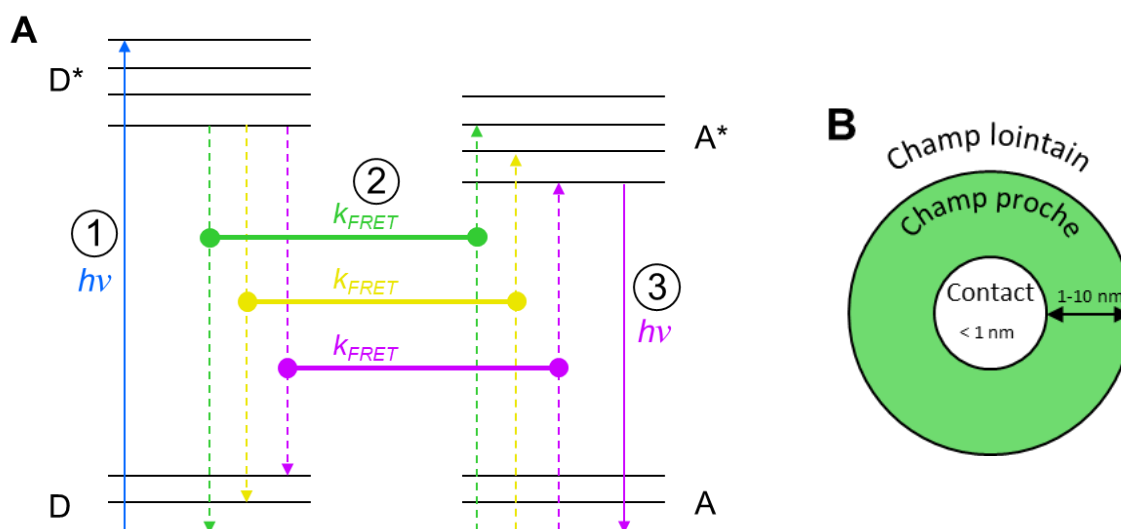 A
D*
A*
1
hν
2
k_FRET
k_FRET
k_FRET
3
hν
D
A
B
Champ lointain
Champ proche
Contact
< 1 nm
1-10 nm